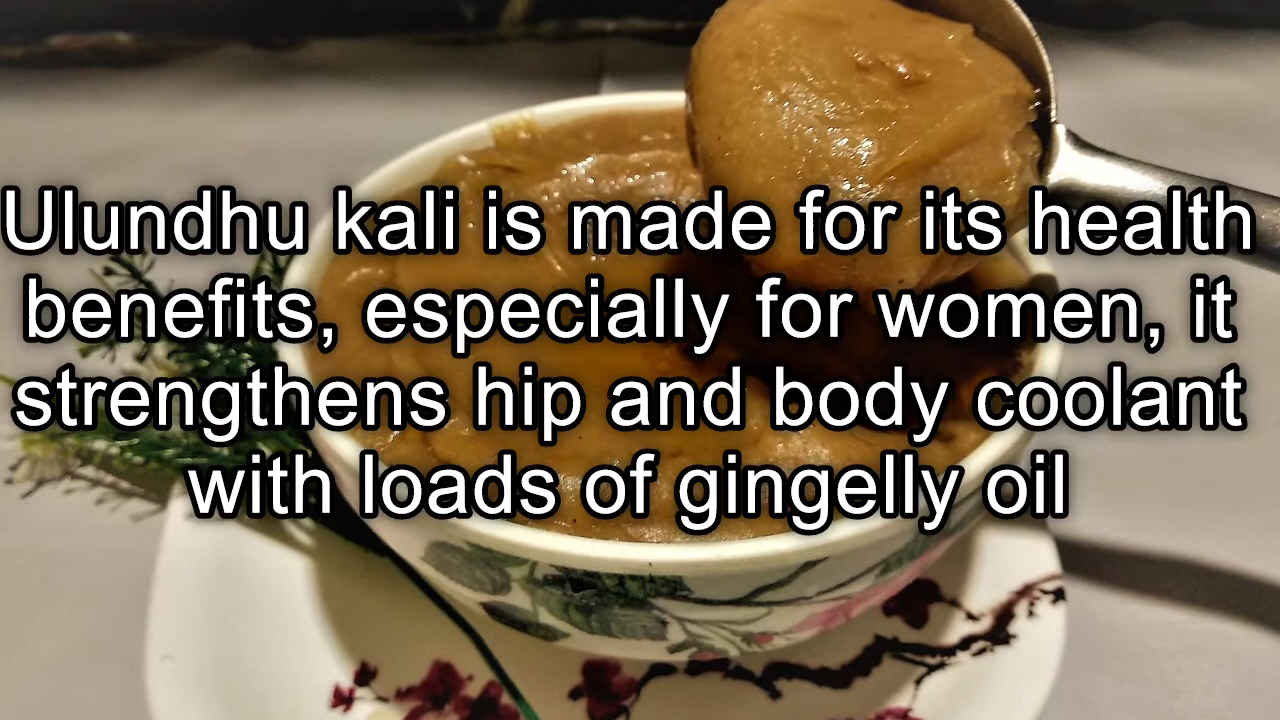 Ulundhu kali is made for its health
benefits, especially for women, it
strengthens hip and body coolant
with loads of gingelly oil